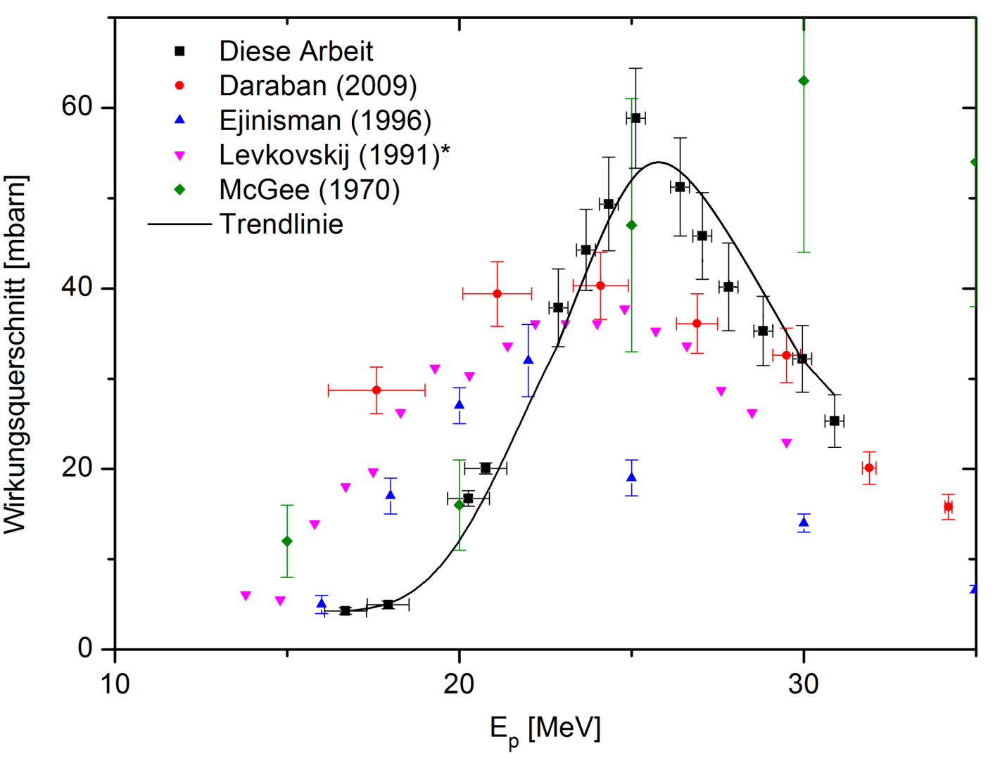 Diese Arbeit
Daraban (2009)
Ejinisman (1996)
Levkovskij (1991)*
McGee (1970)
Trendlinie
Wirkungsquerschnitt [mbarn]
60
40
20
0
10 20 30
Ep [MeV]